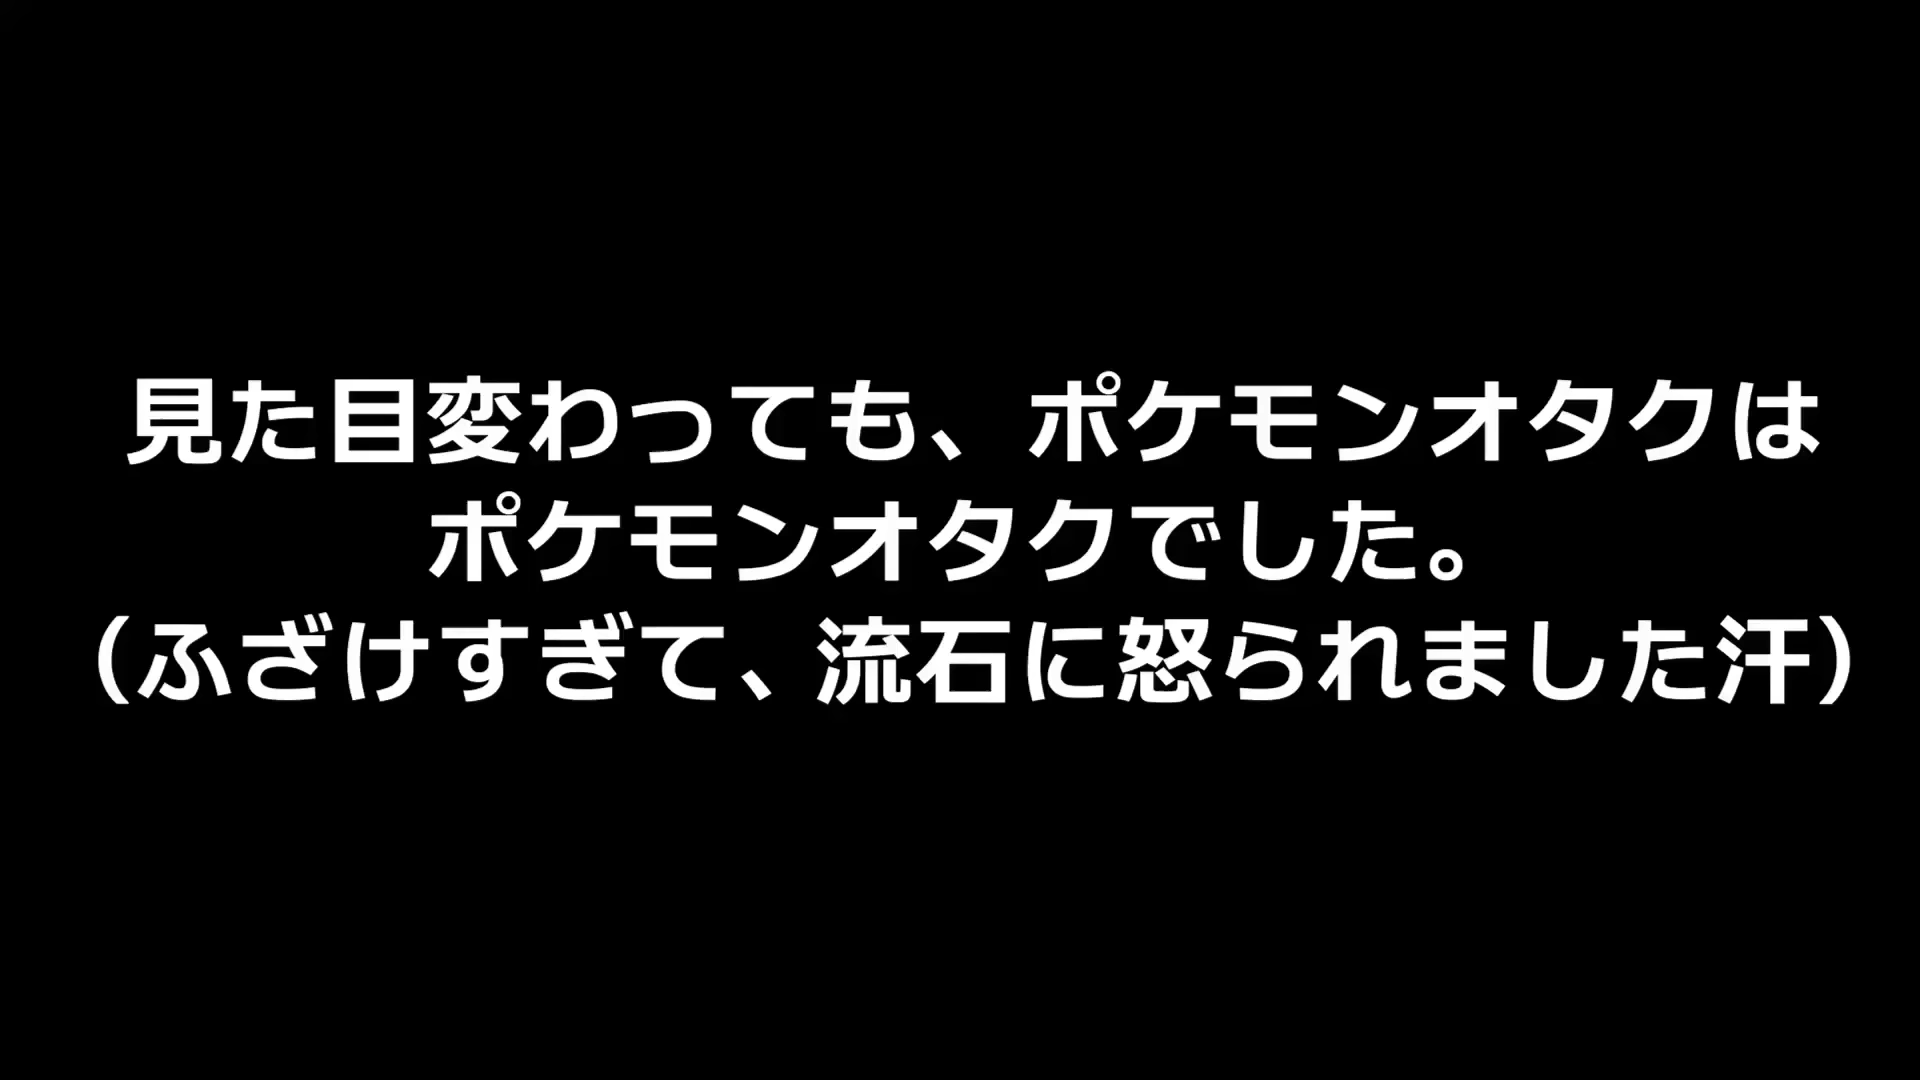 見た目変わっても、ポケモンオタクは
ポケモンオタクでした。
（ふざけすぎて、流石に怒られました汗）